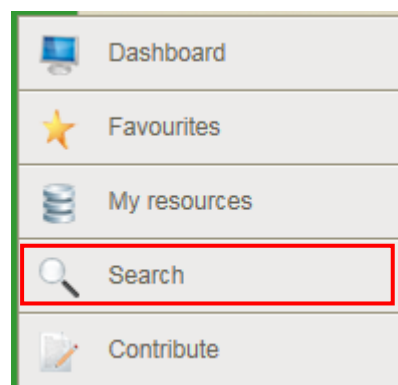 Dashboard
Favourites
My resources
Search
Contribute